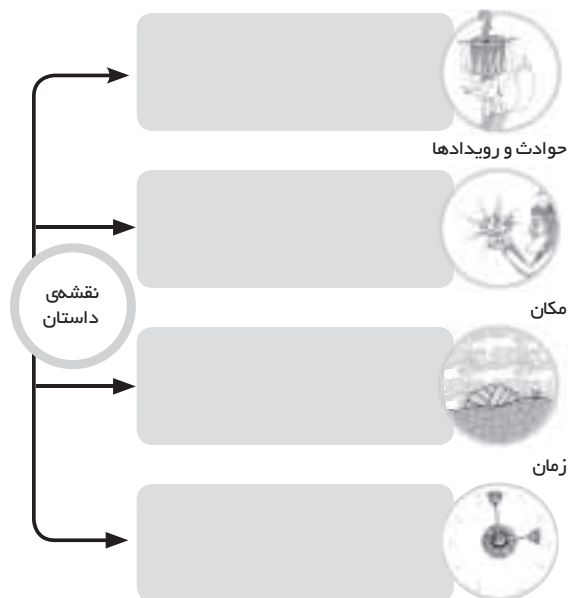 حوادث و رویدادها
مکان
نقشه‌ی
داستان
زمان